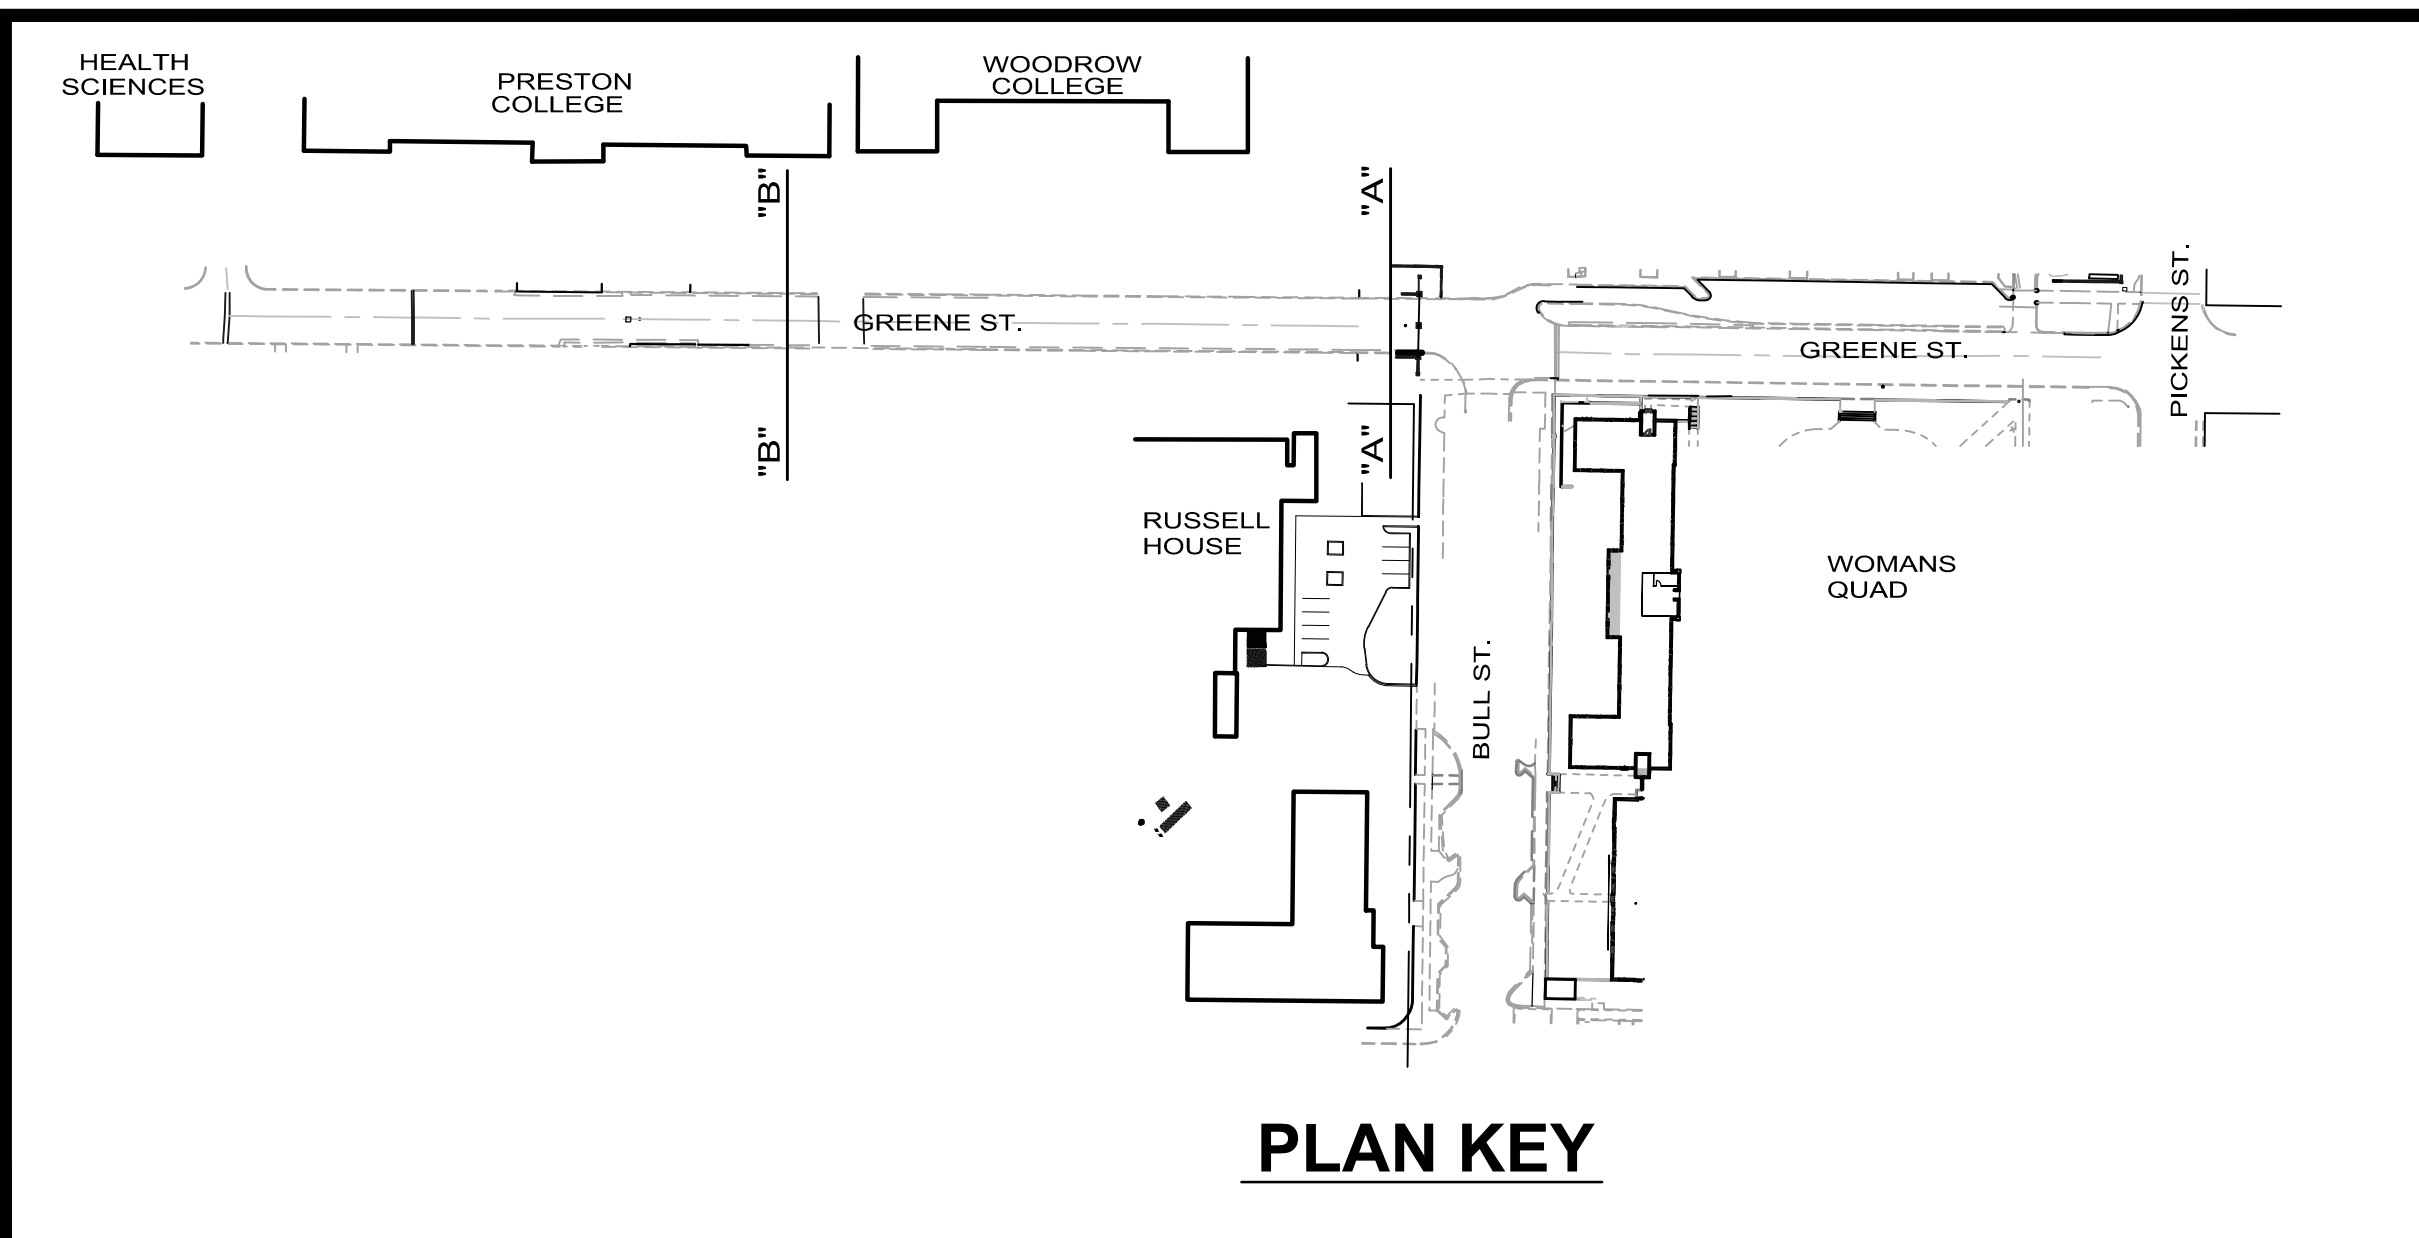 HEALTH
SCIENCES
PRESTON
COLLEGE
WOODROW
COLLEGE
"B"
"A"
GREENE ST.
GREENE ST.
PICKENS ST.
"B"
"A"
RUSSELL
HOUSE
WOMANS
QUAD
BULL ST.
PLAN KEY